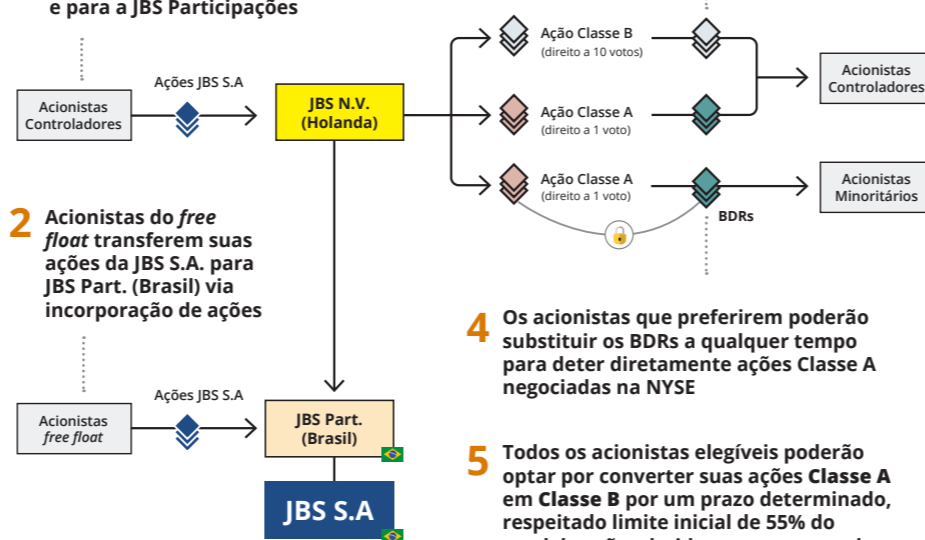 e para a JBS Participações
Acionistas
Controladores
Ações JBS S.A
JBS N.V.
(Holanda)
Ação Classe B
(direito a 10 votos)
Ação Classe A
(direito a 1 voto)
Ação Classe A
(direito a 1 voto)
BDRs
Acionistas
Controladores
Acionistas
Minoritários
2 Acionistas do free
float transferem suas
ações da JBS S.A. para
JBS Part. (Brasil) via
incorporação de ações
Acionistas
free float
Ações JBS S.A
JBS Part.
(Brasil)
JBS S.A
4 Os acionistas que preferirem poderão
substituir os BDRs a qualquer tempo
para deter diretamente ações Classe A
negociadas na NYSE
5 Todos os acionistas elegíveis poderão
optar por converter suas ações Classe A
em Classe B por um prazo determinado,
respeitado limite inicial de 55% do